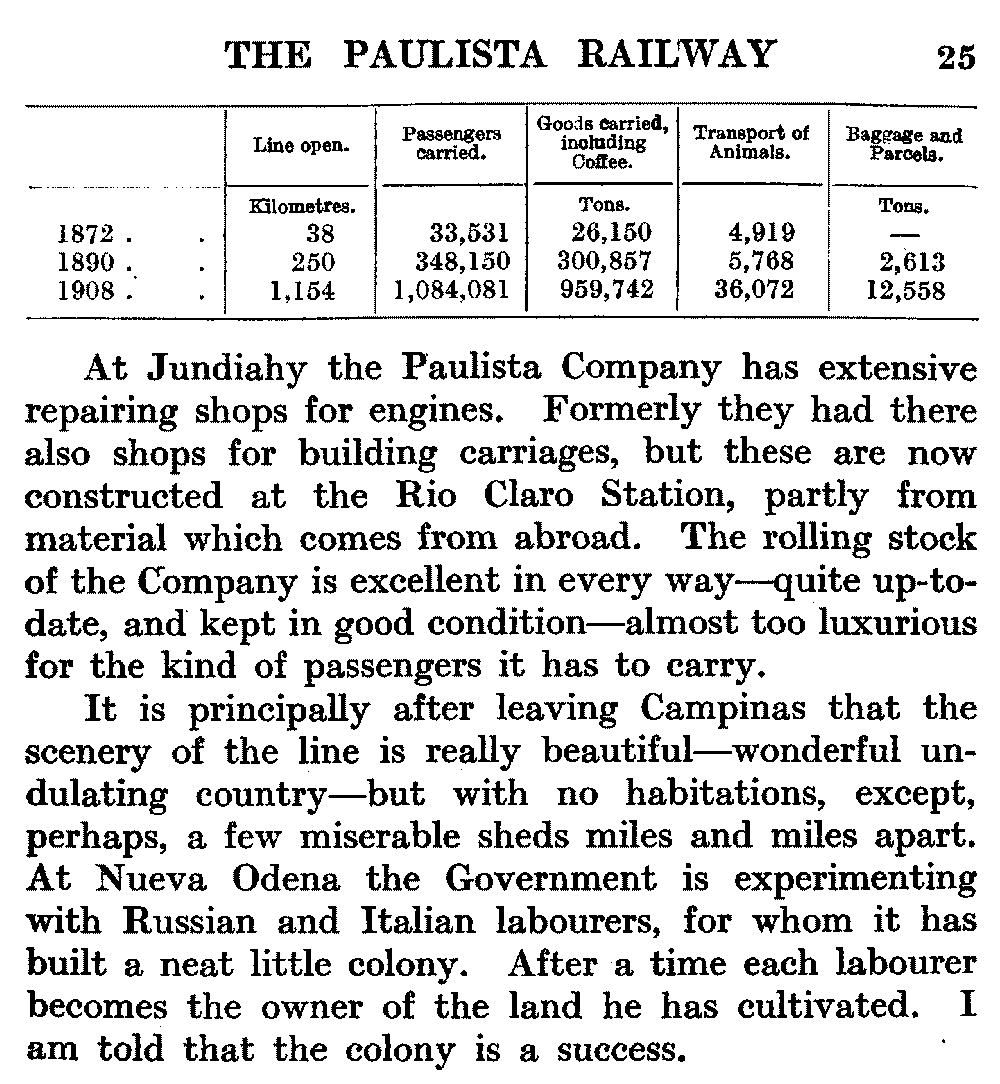 THE PAULISTA RAILWAY 25
Line open. Passengers carried. Goods carried, including Coffee. Transport of Animals. Baggage and Parcels.
Kilometres. Tons. Tons.
1872 . . 38 33,531 26,150 4,919 —
1890 . . 250 348,150 300,857 5,768 2,613
1908 . . 1,154 1,084,081 959,742 36,072 12,558
At Jundiahy the Paulista Company has extensive
repairing shops for engines. Formerly they had there
also shops for building carriages, but these are now
constructed at the Rio Claro Station, partly from
material which comes from abroad. The rolling stock
of the Company is excellent in every way—quite up-to-
date, and kept in good condition—almost too luxurious
for the kind of passengers it has to carry.
It is principally after leaving Campinas that the
scenery of the line is really beautiful—wonderful un-
dulating country—but with no habitations, except,
perhaps, a few miserable sheds miles and miles apart.
At Nueva Odena the Government is experimenting
with Russian and Italian labourers, for whom it has
built a neat little colony. After a time each labourer
becomes the owner of the land he has cultivated. I
am told that the colony is a success.